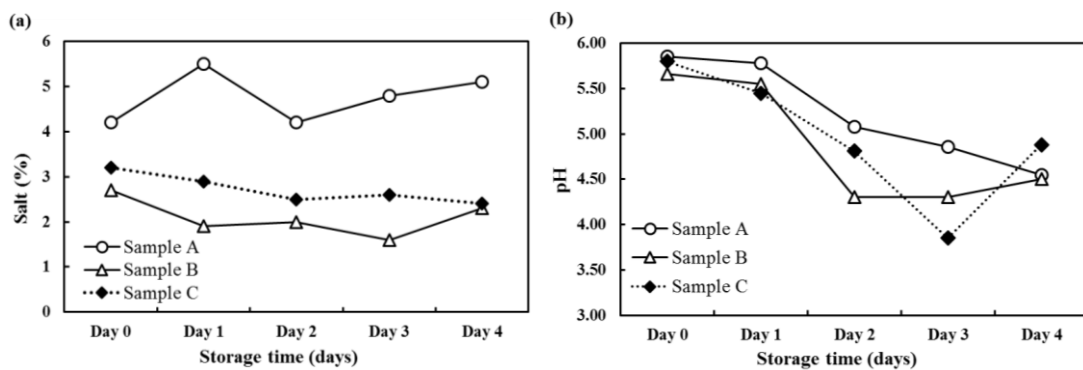 (a)
6
5
4
3
2
1
0
Salt (%)
Sample A
Sample B
Sample C
Day 0 Day 1 Day 2 Day 3 Day 4
Storage time (days)
(b)
6.00
5.50
5.00
4.50
4.00
3.50
3.00
pH
Sample A
Sample B
Sample C
Day 0 Day 1 Day 2 Day 3 Day 4
Storage time (days)